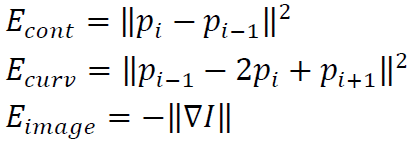 E_cont = ‖p_i − p_{i−1}‖²
E_curv = ‖p_{i−1} − 2p_i + p_{i+1}‖²
E_image = −‖∇I‖